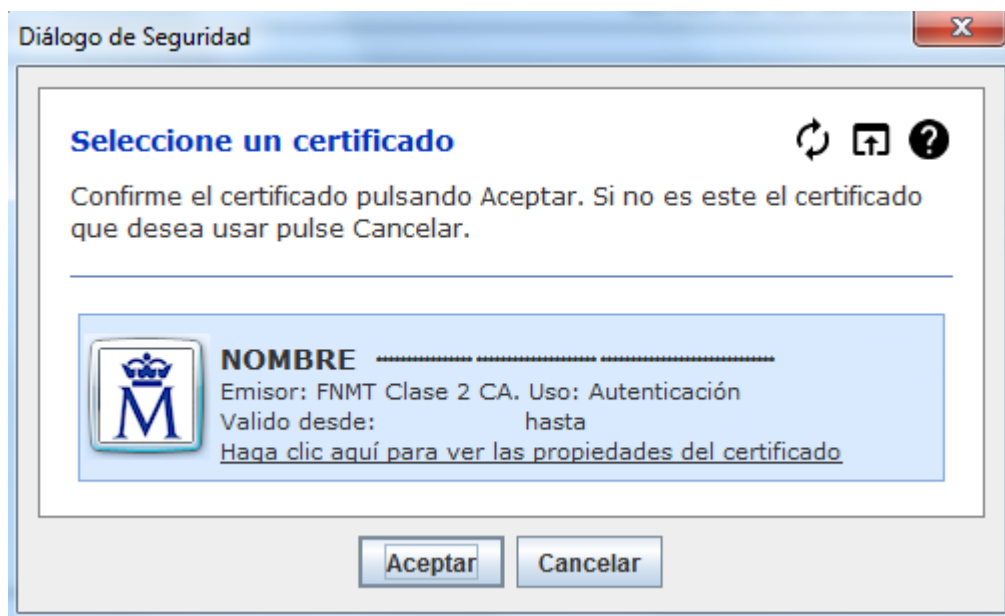 Diálogo de Seguridad
Seleccione un certificado
Confirme el certificado pulsando Aceptar. Si no es este el certificado
que desea usar pulse Cancelar.
NOMBRE
Emisor: FNMT Clase 2 CA. Uso: Autenticación
Valido desde: hasta
Haga clic aquí para ver las propiedades del certificado
Aceptar Cancelar